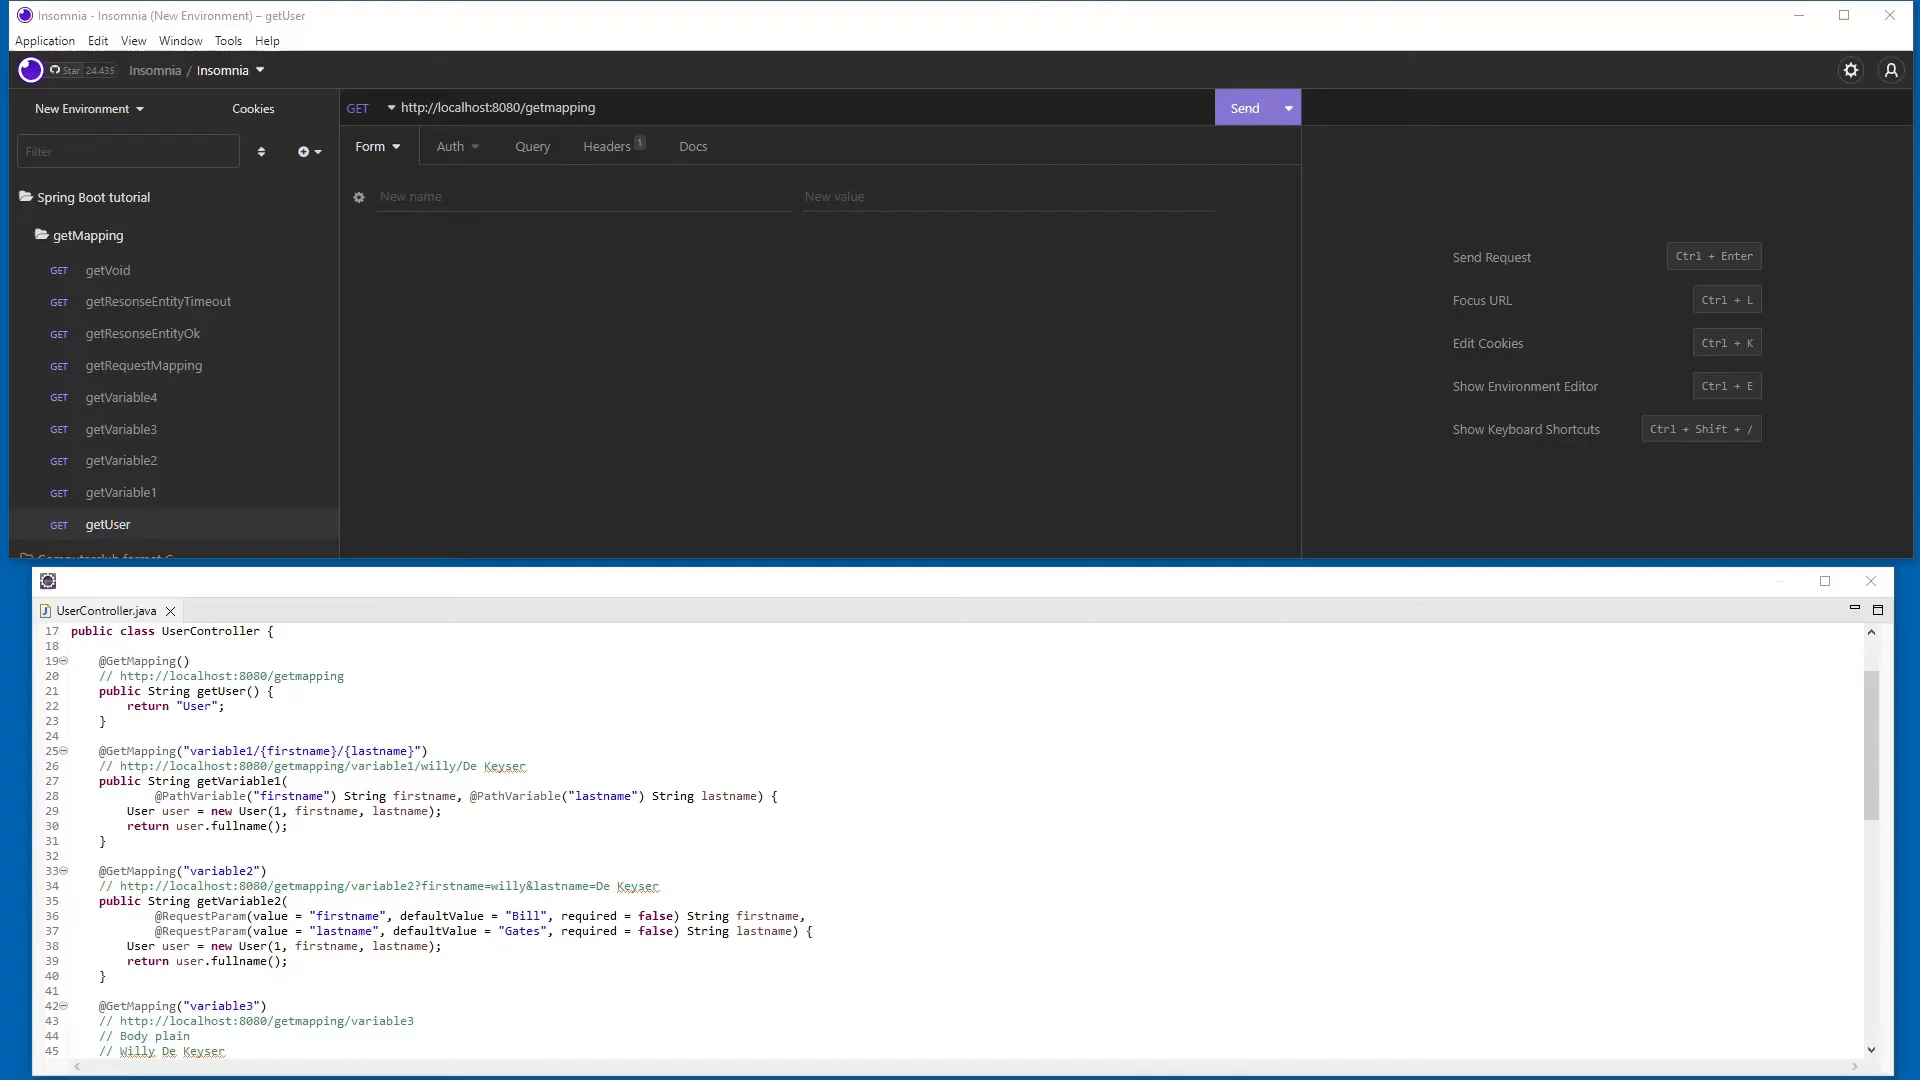 Insomnia - Insomnia (New Environment) – getUser
Application Edit View Window Tools Help
Star 24.435 Insomnia / Insomnia
New Environment Cookies
GET http://localhost:8080/getmapping Send
Filter
Form Auth Query Headers 1 Docs
New name New value
Spring Boot tutorial
getMapping
GET getVoid
GET getResonseEntityTimeout
GET getResonseEntityOk
GET getRequestMapping
GET getVariable4
GET getVariable3
GET getVariable2
GET getVariable1
GET getUser
Send Request Ctrl + Enter
Focus URL Ctrl + L
Edit Cookies Ctrl + K
Show Environment Editor Ctrl + E
Show Keyboard Shortcuts Ctrl + Shift + /
UserController.java
17 public class UserController {
18
19 @GetMapping()
20 // http://localhost:8080/getmapping
21 public String getUser() {
22 return "User";
23 }
24
25 @GetMapping("variable1/{firstname}/{lastname}")
26 // http://localhost:8080/getmapping/variable1/willy/De Keyser
27 public String getVariable1(
28 @PathVariable("firstname") String firstname, @PathVariable("lastname") String lastname) {
29 User user = new User(1, firstname, lastname);
30 return user.fullname();
31 }
32
33 @GetMapping("variable2")
34 // http://localhost:8080/getmapping/variable2?firstname=willy&lastname=De Keyser
35 public String getVariable2(
36 @RequestParam(value = "firstname", defaultValue = "Bill", required = false) String firstname,
37 @RequestParam(value = "lastname", defaultValue = "Gates", required = false) String lastname) {
38 User user = new User(1, firstname, lastname);
39 return user.fullname();
40 }
41
42 @GetMapping("variable3")
43 // http://localhost:8080/getmapping/variable3
44 // Body plain
45 // Willy De Keyser